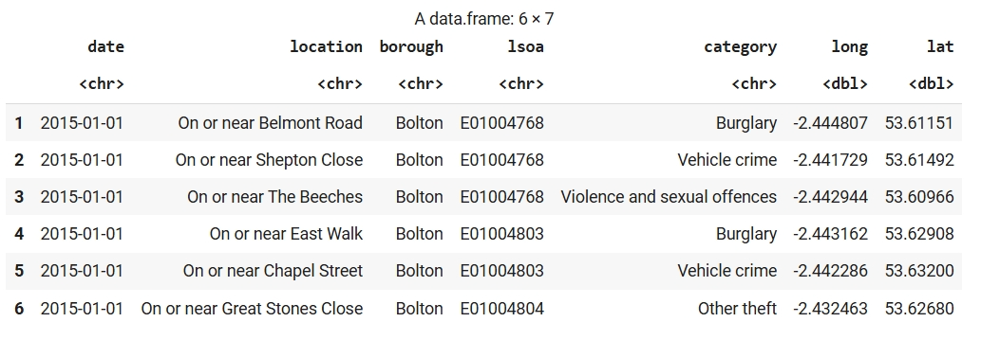 A data.frame: 6 × 7
date location borough lsoa category long lat
<chr> <chr> <chr> <chr> <chr> <dbl> <dbl>
1 2015-01-01 On or near Belmont Road Bolton E01004768 Burglary -2.444807 53.61151
2 2015-01-01 On or near Shepton Close Bolton E01004768 Vehicle crime -2.441729 53.61492
3 2015-01-01 On or near The Beeches Bolton E01004768 Violence and sexual offences -2.442944 53.60966
4 2015-01-01 On or near East Walk Bolton E01004803 Burglary -2.443162 53.62908
5 2015-01-01 On or near Chapel Street Bolton E01004803 Vehicle crime -2.442286 53.63200
6 2015-01-01 On or near Great Stones Close Bolton E01004804 Other theft -2.432463 53.62680